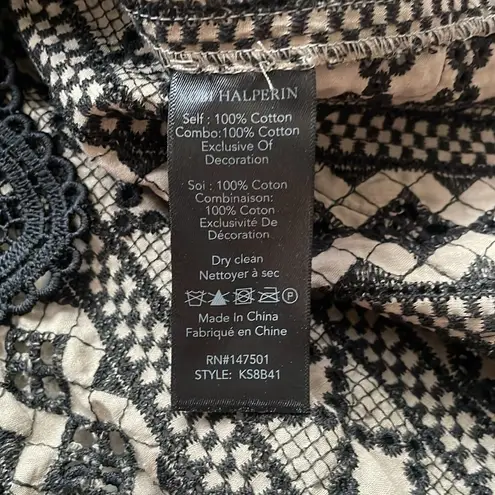 HALPERIN
Self : 100% Cotton
Combo:100% Cotton
Exclusive Of
Decoration
Soi : 100% Coton
Combinaison:
100% Coton
Exclusivité De
Décoration
Dry clean
Nettoyer à sec
P
Made in China
Fabriqué en Chine
RN#147501
STYLE: KS8B41